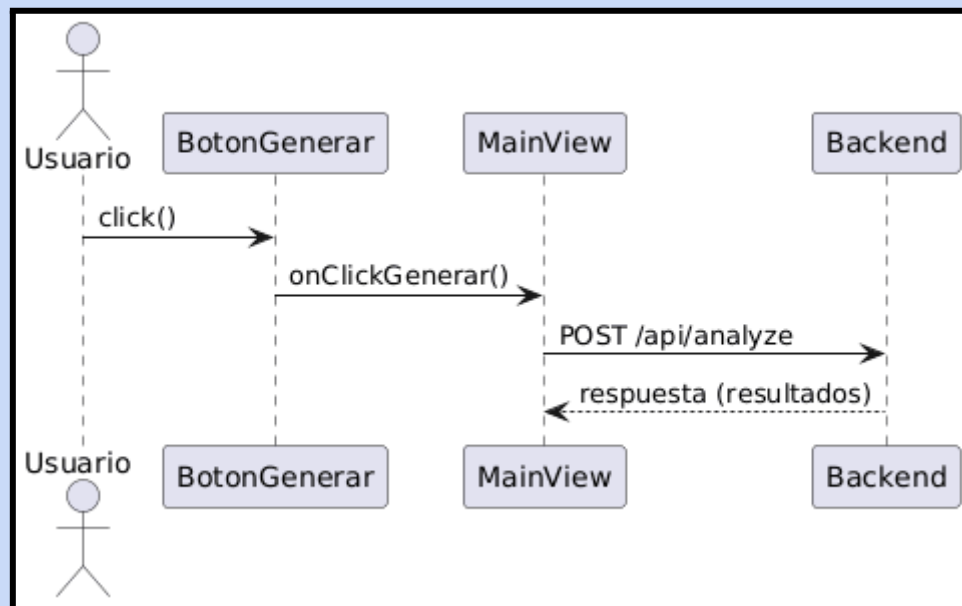 Usuario
BotonGenerar
MainView
Backend
click()
onClickGenerar()
POST /api/analyze
respuesta (resultados)
Usuario
BotonGenerar
MainView
Backend